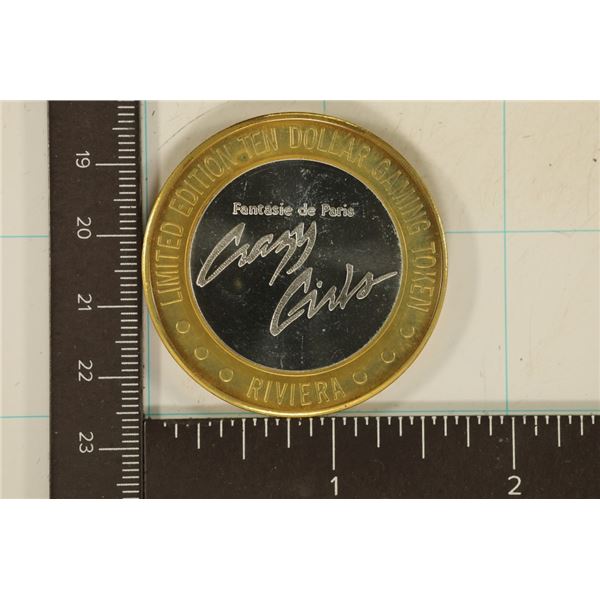 LIMITED EDITION TEN DOLLAR GAMING TOKEN
Fantasie de Paris
Crazy
Girls
RIVIERA
19
20
21
22
23
1
2